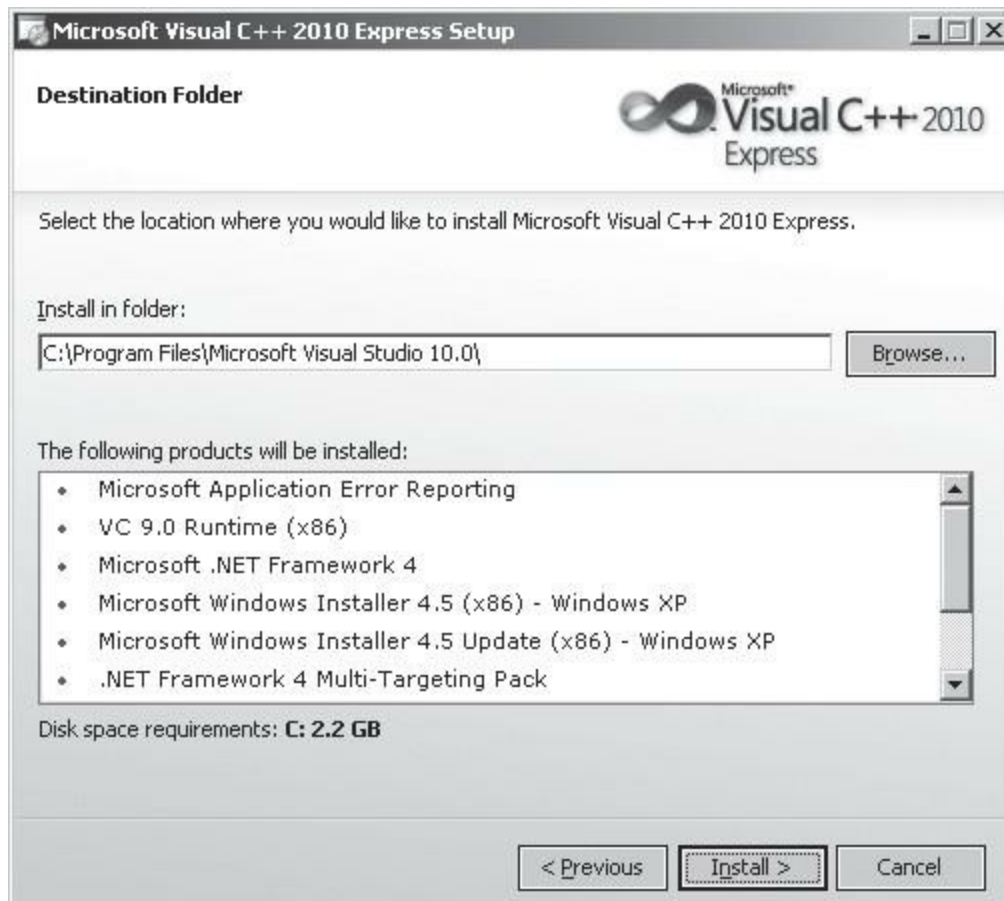 Microsoft Visual C++ 2010 Express Setup
Destination Folder
Microsoft®
Visual C++ 2010
Express
Select the location where you would like to install Microsoft Visual C++ 2010 Express.
Install in folder:
C:\Program Files\Microsoft Visual Studio 10.0\
Browse...
The following products will be installed:
• Microsoft Application Error Reporting
• VC 9.0 Runtime (x86)
• Microsoft .NET Framework 4
• Microsoft Windows Installer 4.5 (x86) - Windows XP
• Microsoft Windows Installer 4.5 Update (x86) - Windows XP
• .NET Framework 4 Multi-Targeting Pack
Disk space requirements: C: 2.2 GB
< Previous
Install >
Cancel